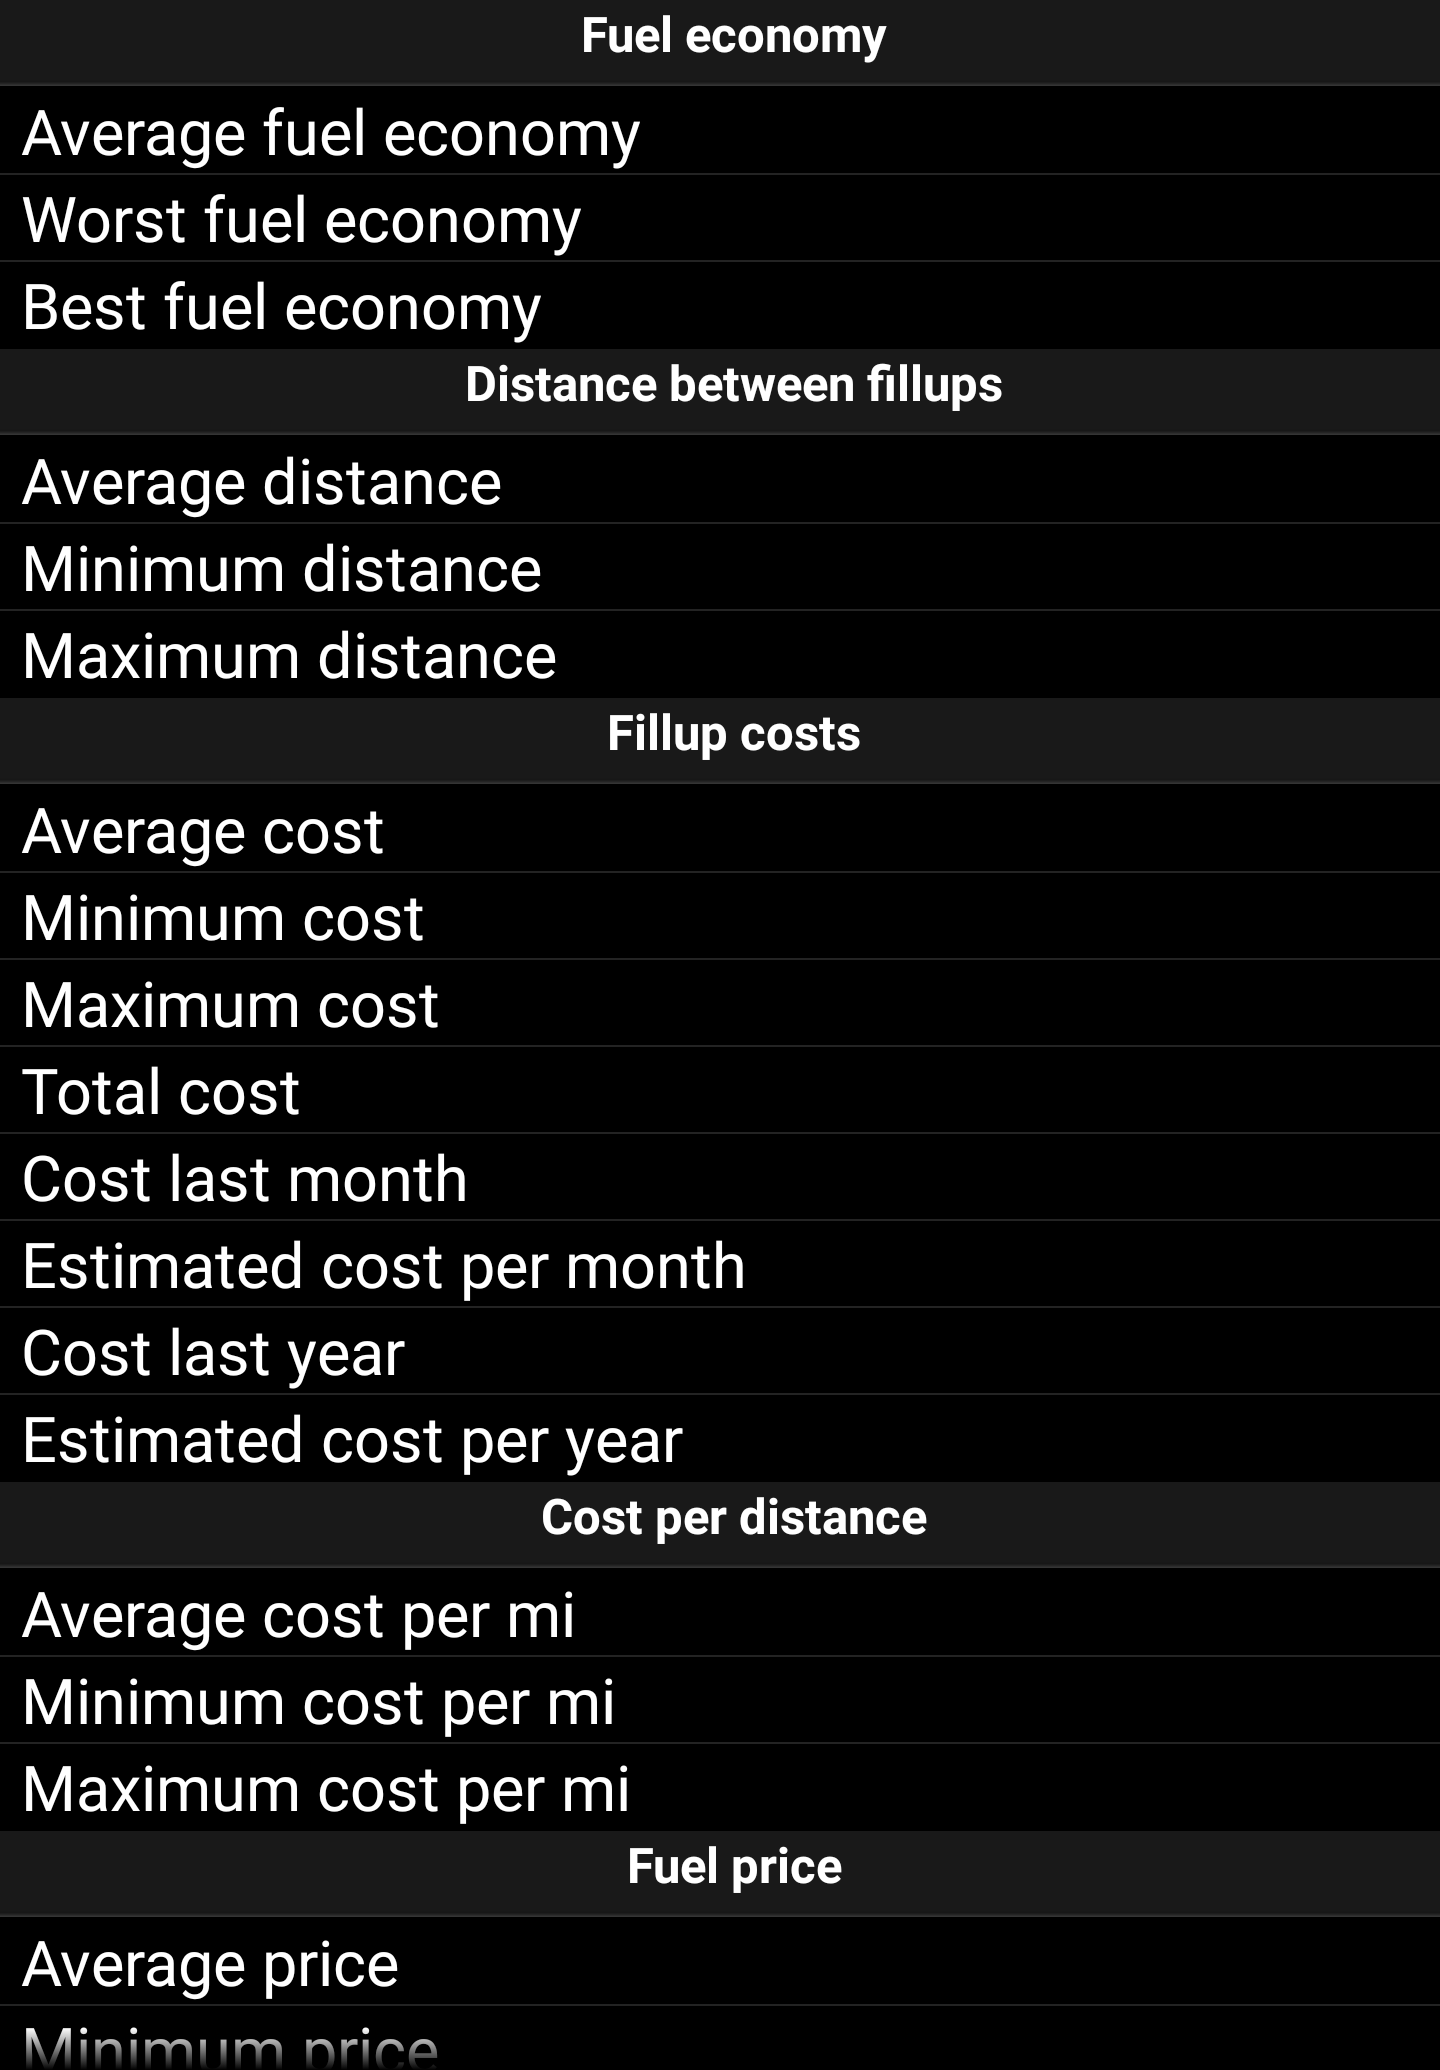 Fuel economy
Average fuel economy
Worst fuel economy
Best fuel economy
Distance between fillups
Average distance
Minimum distance
Maximum distance
Fillup costs
Average cost
Minimum cost
Maximum cost
Total cost
Cost last month
Estimated cost per month
Cost last year
Estimated cost per year
Cost per distance
Average cost per mi
Minimum cost per mi
Maximum cost per mi
Fuel price
Average price
Minimum price